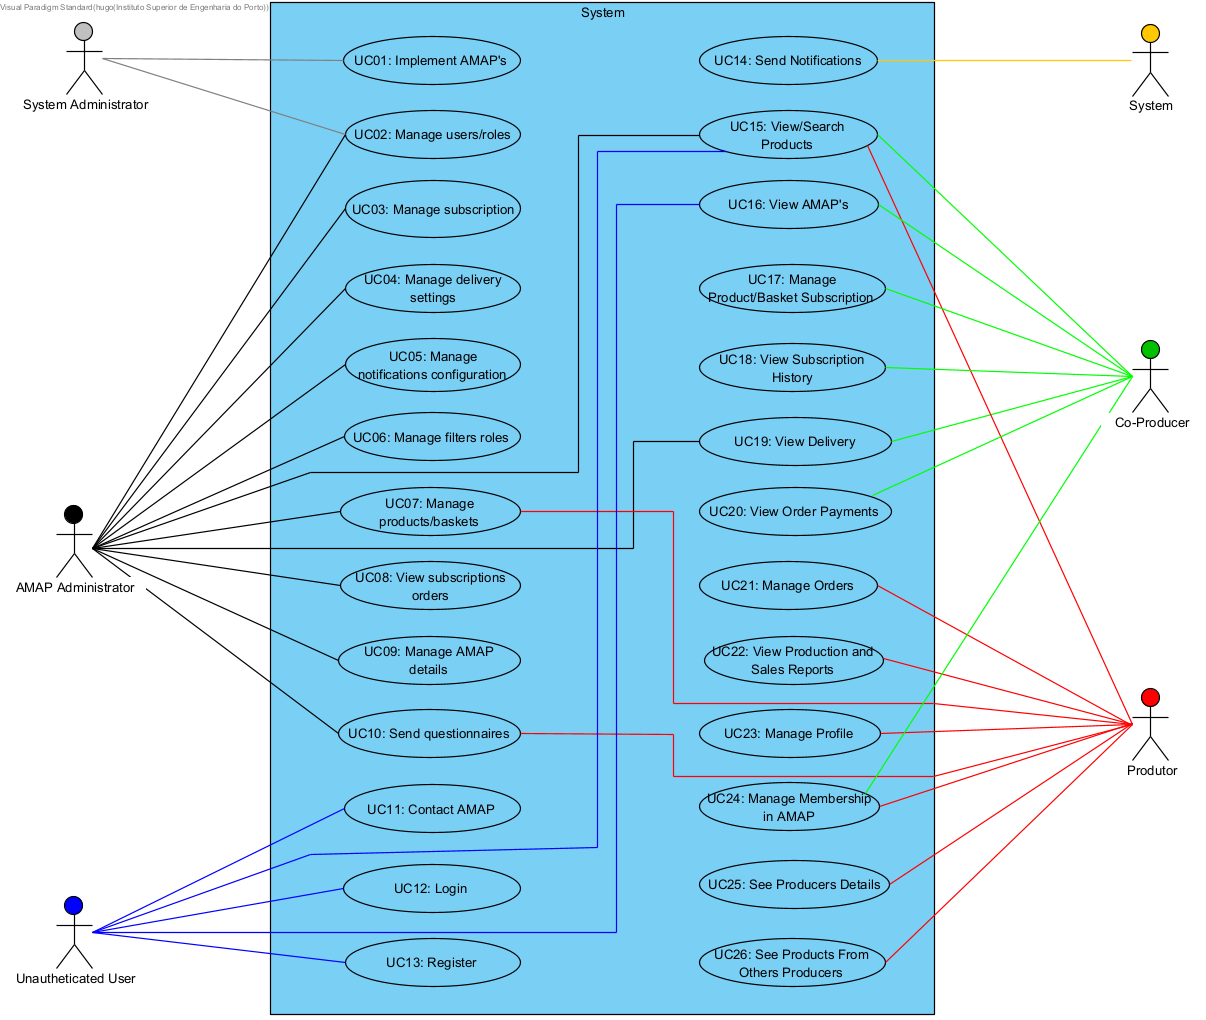 Visual Paradigm Standard(hugo(Instituto Superior de Engenharia do Porto))
System
System Administrator
AMAP Administrator
Unautheticated User
UC01: Implement AMAP's
UC02: Manage users/roles
UC03: Manage subscription
UC04: Manage delivery
settings
UC05: Manage
notifications configuration
UC06: Manage filters roles
UC07: Manage
products/baskets
UC08: View subscriptions
orders
UC09: Manage AMAP
details
UC10: Send questionnaires
UC11: Contact AMAP
UC12: Login
UC13: Register
UC14: Send Notifications
UC15: View/Search
Products
UC16: View AMAP's
UC17: Manage
Product/Basket Subscription
UC18: View Subscription
History
UC19: View Delivery
UC20: View Order Payments
UC21: Manage Orders
UC22: View Production and
Sales Reports
UC23: Manage Profile
UC24: Manage Membership
in AMAP
UC25: See Producers Details
UC26: See Products From
Others Producers
System
Co-Producer
Produtor